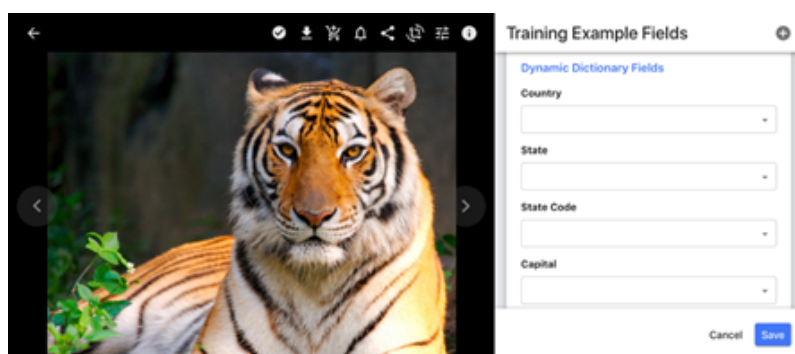 Training Example Fields
Dynamic Dictionary Fields
Country
State
State Code
Capital
Cancel Save